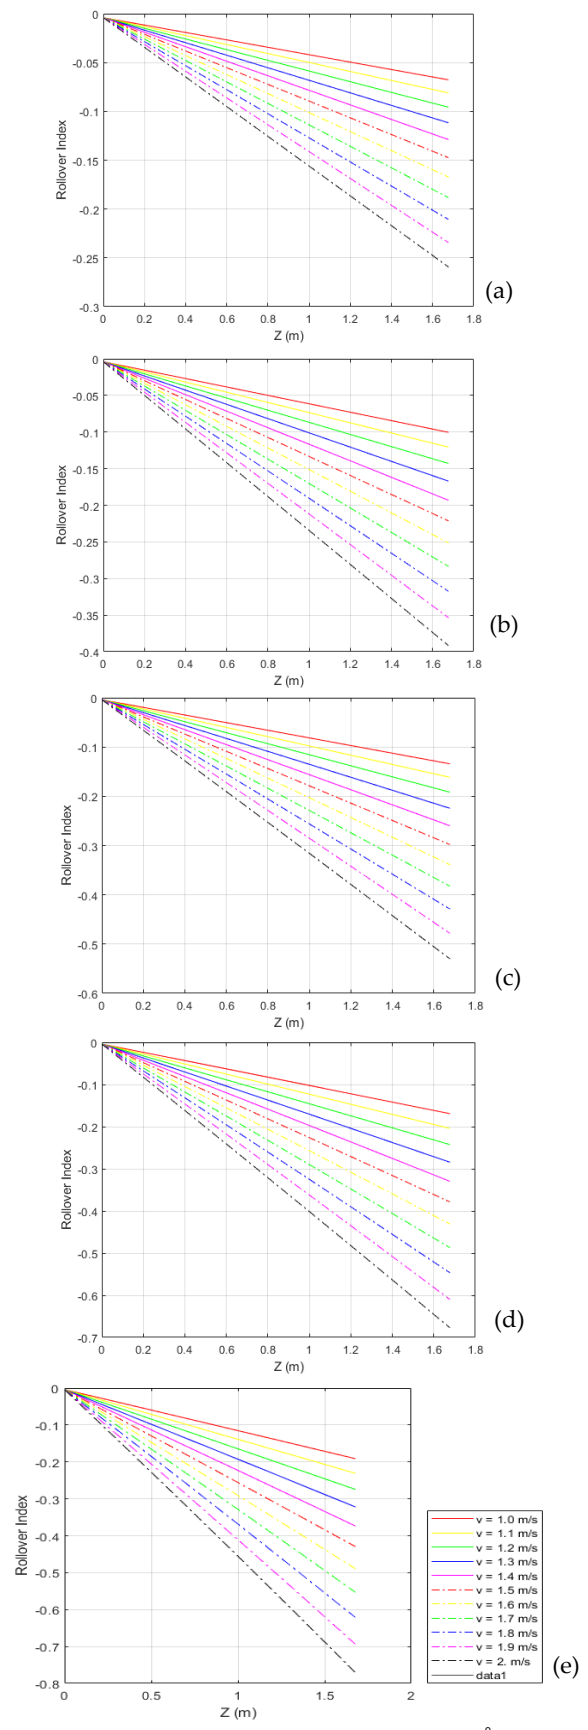 0
-0.05
-0.1
-0.15
-0.2
-0.25
-0.3
Rollover Index
0 0.2 0.4 0.6 0.8 1 1.2 1.4 1.6 1.8
Z (m)
(a)
0
-0.05
-0.1
-0.15
-0.2
-0.25
-0.3
-0.35
-0.4
Rollover Index
0 0.2 0.4 0.6 0.8 1 1.2 1.4 1.6 1.8
Z (m)
(b)
0
-0.1
-0.2
-0.3
-0.4
-0.5
-0.6
Rollover Index
0 0.2 0.4 0.6 0.8 1 1.2 1.4 1.6 1.8
Z (m)
(c)
0
-0.1
-0.2
-0.3
-0.4
-0.5
-0.6
-0.7
Rollover Index
0 0.2 0.4 0.6 0.8 1 1.2 1.4 1.6 1.8
Z (m)
(d)
0
-0.1
-0.2
-0.3
-0.4
-0.5
-0.6
-0.7
-0.8
Rollover Index
0 0.5 1 1.5 2
Z (m)
v = 1.0 m/s
v = 1.1 m/s
v = 1.2 m/s
v = 1.3 m/s
v = 1.4 m/s
v = 1.5 m/s
v = 1.6 m/s
v = 1.7 m/s
v = 1.8 m/s
v = 1.9 m/s
v = 2. m/s
data1
(e)